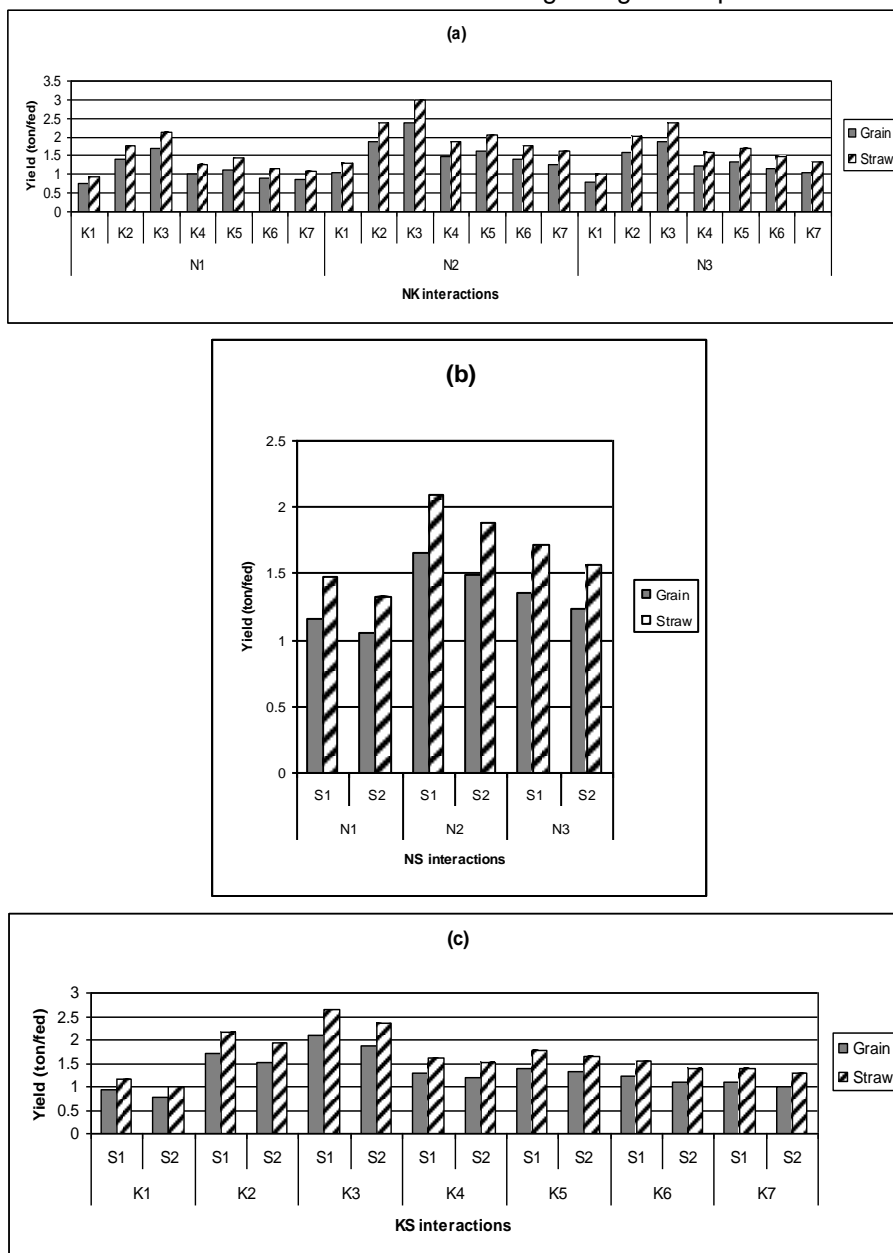 (a)
Yield (ton/fed)
3.5
3
2.5
2
1.5
1
0.5
0
K1 K2 K3 K4 K5 K6 K7 K1 K2 K3 K4 K5 K6 K7 K1 K2 K3 K4 K5 K6 K7
N1 N2 N3
NK interactions
Grain
Straw
(b)
Yield (ton/fed)
2.5
2
1.5
1
0.5
0
S1 S2 S1 S2 S1 S2
N1 N2 N3
NS interactions
Grain
Straw
(c)
Yield (ton/fed)
3
2.5
2
1.5
1
0.5
0
S1 S2 S1 S2 S1 S2 S1 S2 S1 S2 S1 S2 S1 S2
K1 K2 K3 K4 K5 K6 K7
KS interactions
Grain
Straw